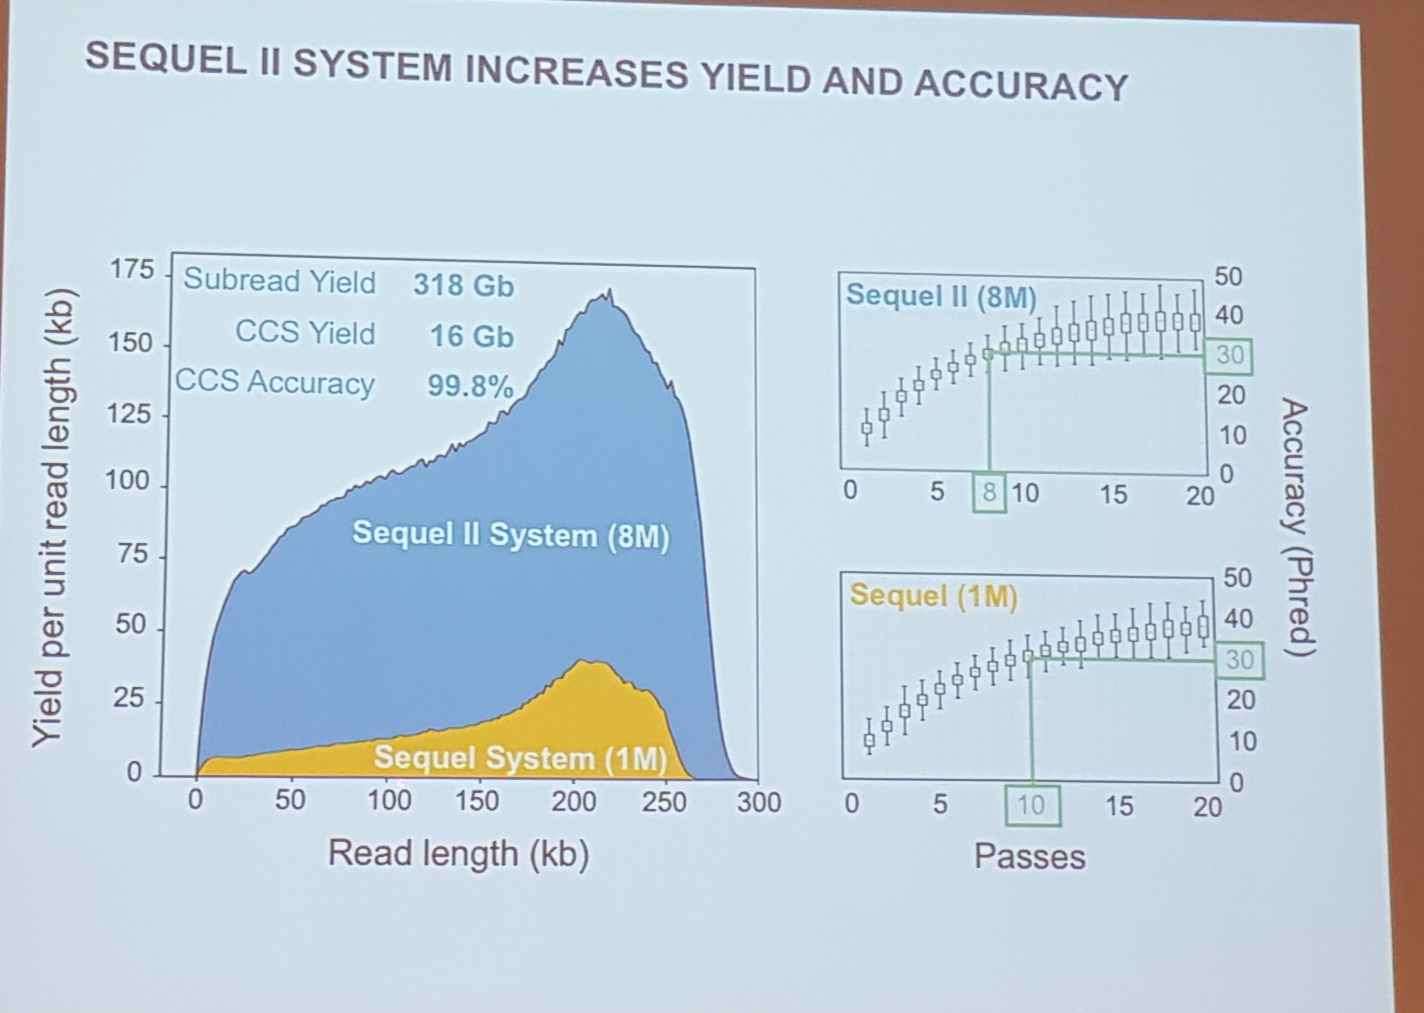 SEQUEL II SYSTEM INCREASES YIELD AND ACCURACY
Yield per unit read length (kb)
175
150
125
100
75
50
25
0
Subread Yield 318 Gb
CCS Yield 16 Gb
CCS Accuracy 99.8%
Sequel II System (8M)
Sequel System (1M)
0 50 100 150 200 250 300
Read length (kb)
Sequel II (8M)
50
40
30
20
10
0
0 5 8 10 15 20
Sequel (1M)
50
40
30
20
10
0
0 5 10 15 20
Passes
Accuracy (Phred)